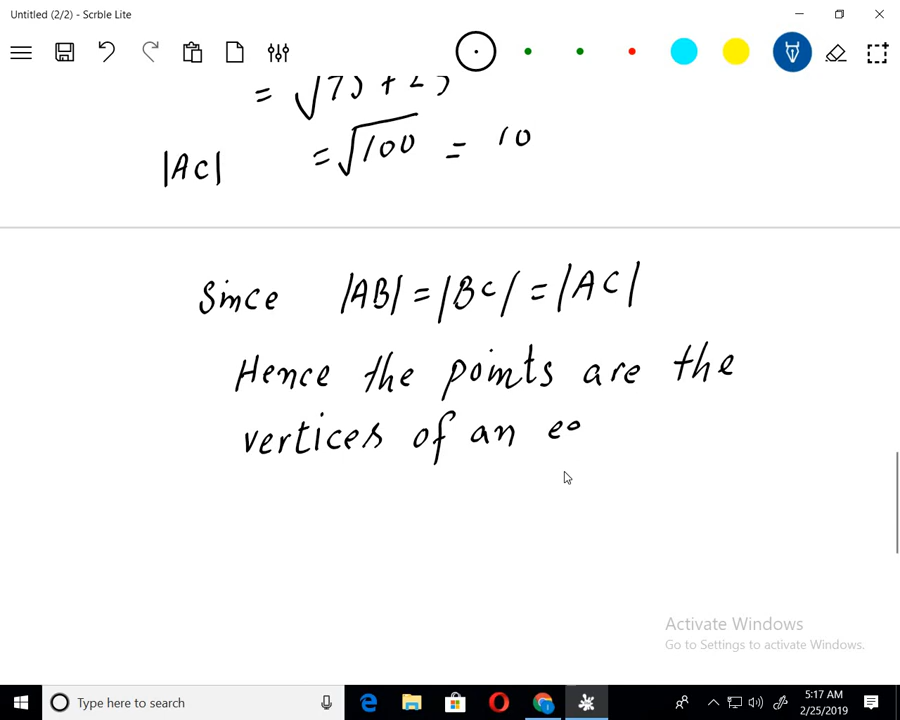 Untitled (2/2) - Scrble Lite
= √75 + 25
|AC| = √100 = 10
Since |AB| = |BC| = |AC|
Hence the points are the
vertices of an
Activate Windows
Go to Settings to activate Windows.
Type here to search
5:17 AM
2/25/2019